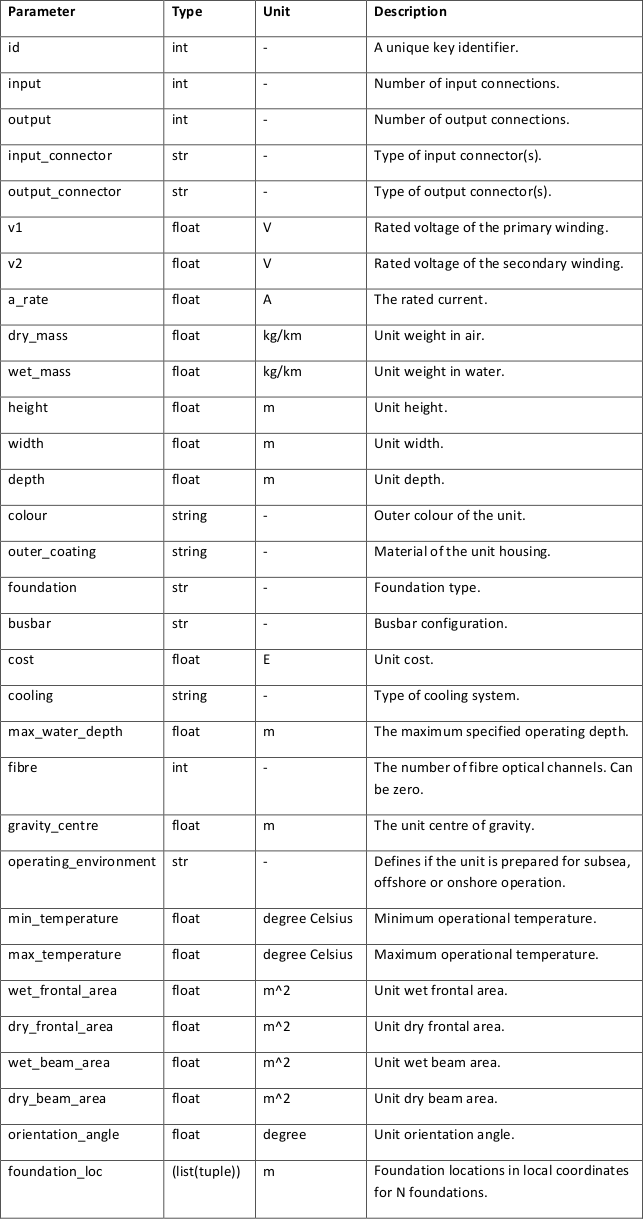 Parameter Type Unit Description
id int - A unique key identifier.
input int - Number of input connections.
output int - Number of output connections.
input_connector str - Type of input connector(s).
output_connector str - Type of output connector(s).
v1 float V Rated voltage of the primary winding.
v2 float V Rated voltage of the secondary winding.
a_rate float A The rated current.
dry_mass float kg/km Unit weight in air.
wet_mass float kg/km Unit weight in water.
height float m Unit height.
width float m Unit width.
depth float m Unit depth.
colour string - Outer colour of the unit.
outer_coating string - Material of the unit housing.
foundation str - Foundation type.
busbar str - Busbar configuration.
cost float E Unit cost.
cooling string - Type of cooling system.
max_water_depth float m The maximum specified operating depth.
fibre int - The number of fibre optical channels. Can
be zero.
gravity_centre float m The unit centre of gravity.
operating_environment str - Defines if the unit is prepared for subsea,
offshore or onshore operation.
min_temperature float degree Celsius Minimum operational temperature.
max_temperature float degree Celsius Maximum operational temperature.
wet_frontal_area float m^2 Unit wet frontal area.
dry_frontal_area float m^2 Unit dry frontal area.
wet_beam_area float m^2 Unit wet beam area.
dry_beam_area float m^2 Unit dry beam area.
orientation_angle float degree Unit orientation angle.
foundation_loc (list(tuple)) m Foundation locations in local coordinates
for N foundations.